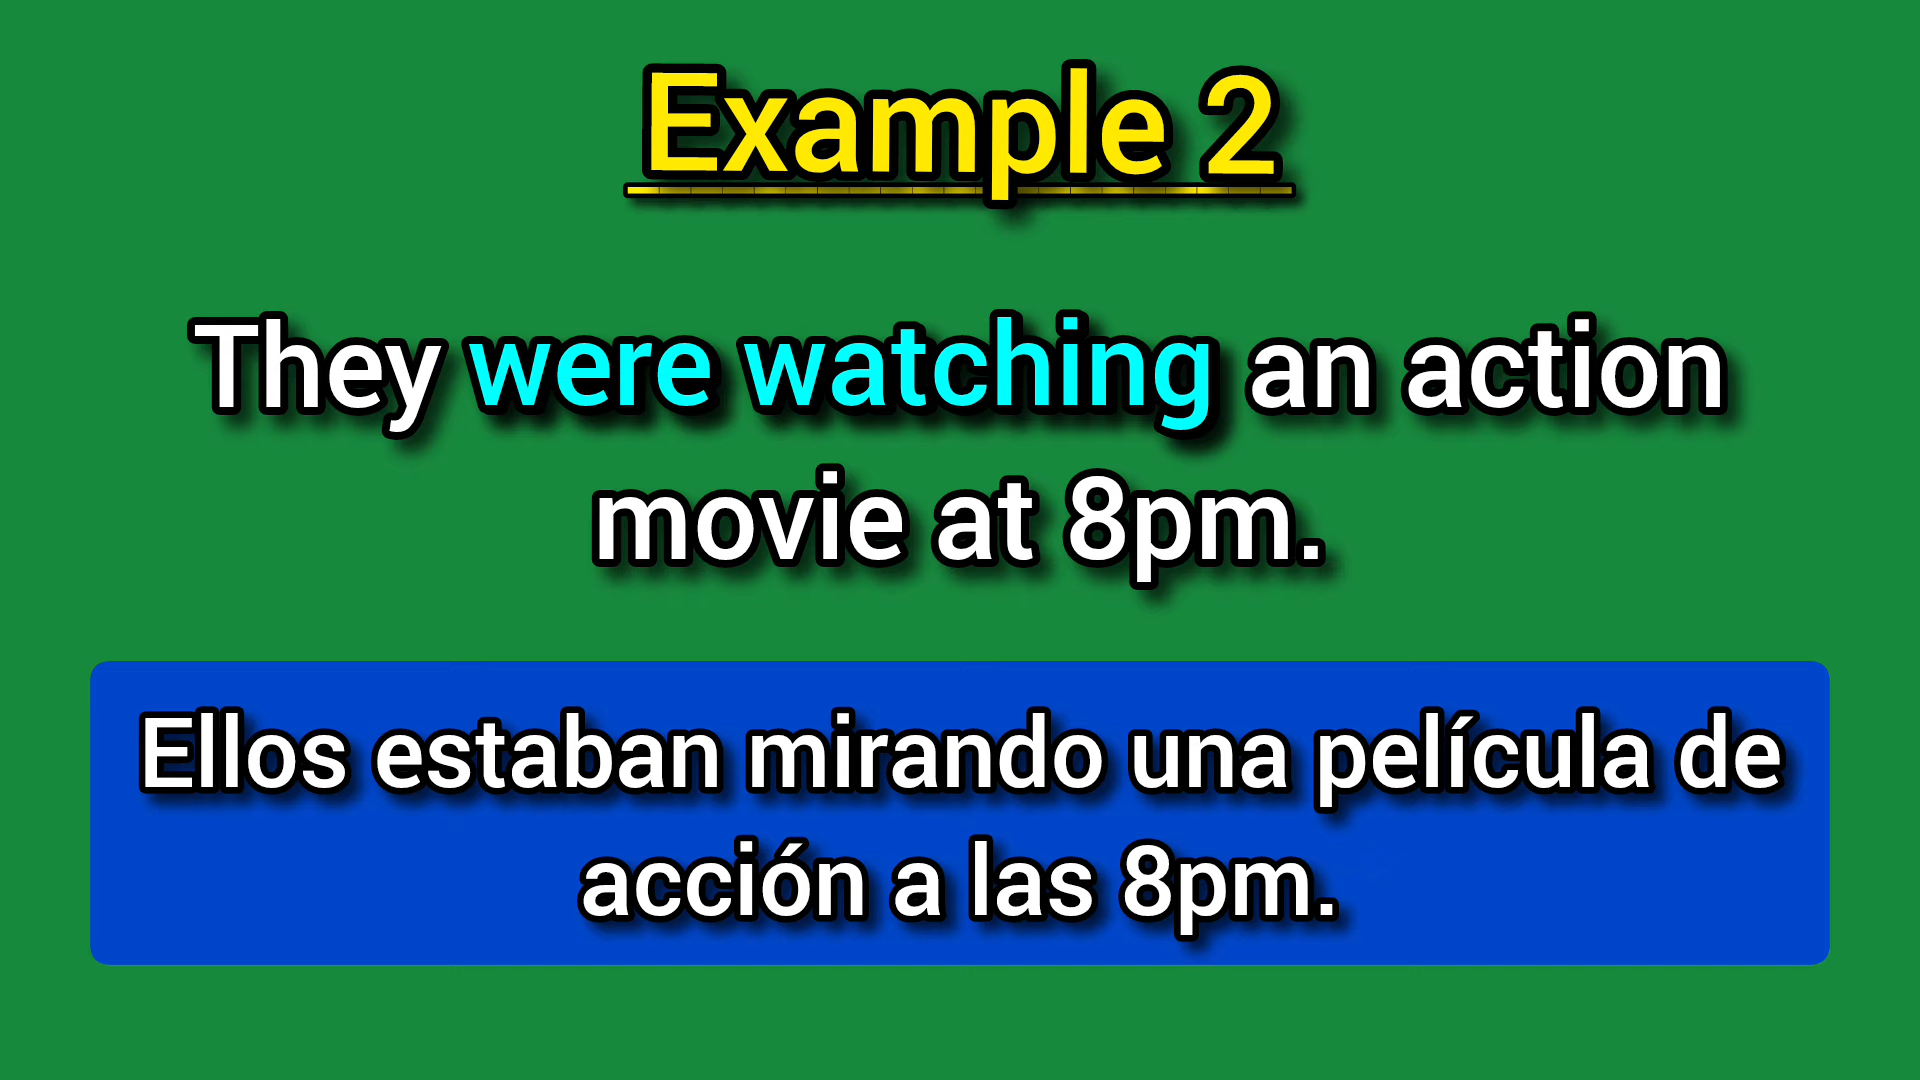 Example 2
They were watching an action
movie at 8pm.
Ellos estaban mirando una película de
acción a las 8pm.